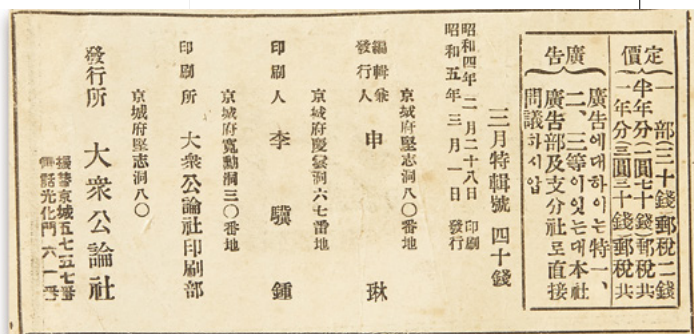 定價
一部(三十錢)郵稅二錢
半年分(一圓七十錢)郵稅共
一年分(三圓三十錢)郵稅共
廣告
廣告에대하이는特一、
二、三等이잇는대本社
廣告部及支分社로直接
問議하시압
三月特輯號 四十錢
昭和四年 二月二十八日 印刷
昭和五年 三月一日 發行
編輯兼
發行人 申琳
京城府堅志洞八〇番地
印刷人 李驥鍾
京城府慶雲洞六七番地
印刷所 大衆公論社印刷部
京城府寬勳洞三〇番地
發行所 大衆公論社
京城府堅志洞八〇
振替京城五七五七番
電話光化門六一番